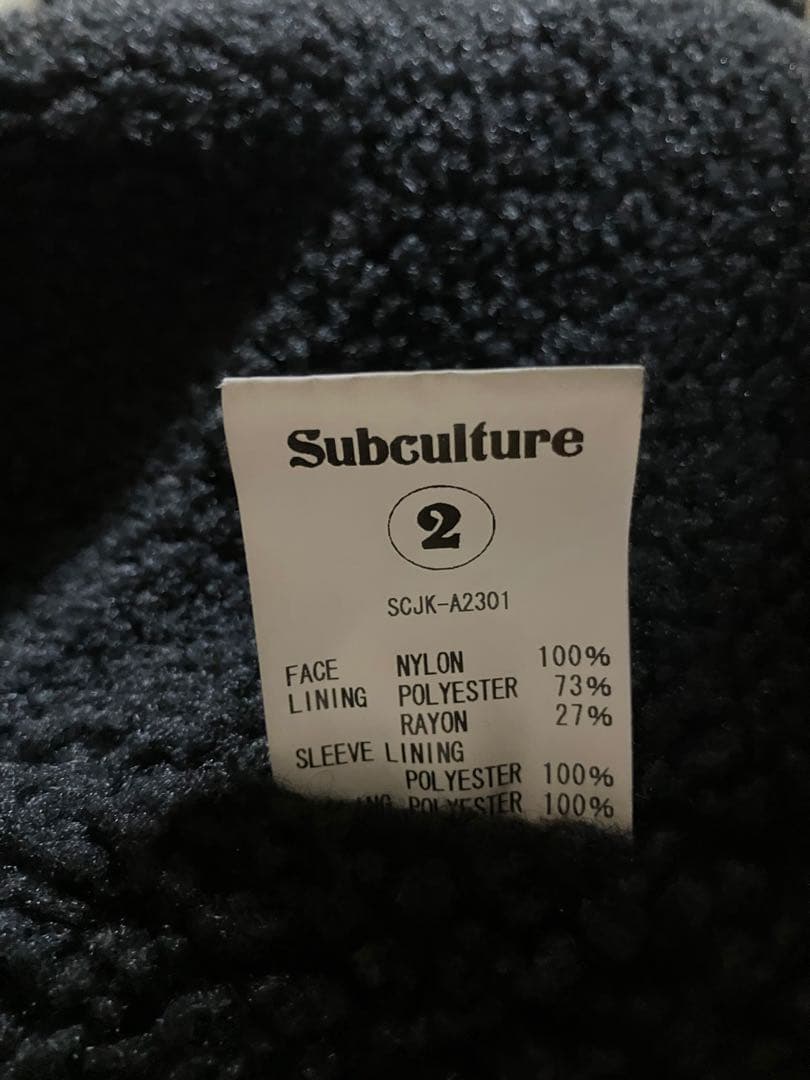 Subculture
2
SCJK-A2301
FACE NYLON 100%
LINING POLYESTER 73%
RAYON 27%
SLEEVE LINING
POLYESTER 100%
POLYESTER 100%